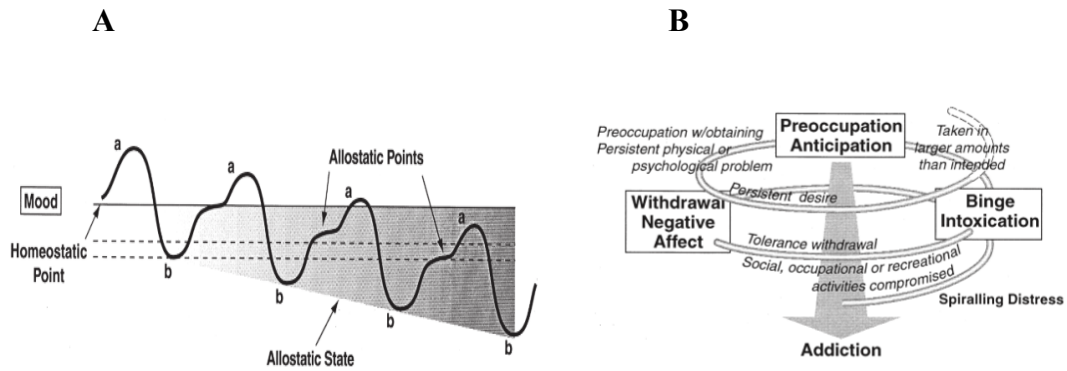 A
a
a
a
a
Allostatic Points
Mood
Homeostatic
Point
b
b
b
b
Allostatic State
B
Preoccupation
Anticipation
Preoccupation w/obtaining
Persistent physical or
psychological problem
Taken in
larger amounts
than intended
Persistent desire
Withdrawal
Negative
Affect
Binge
Intoxication
Tolerance withdrawal
Social, occupational or recreational
activities compromised
Spiralling Distress
Addiction